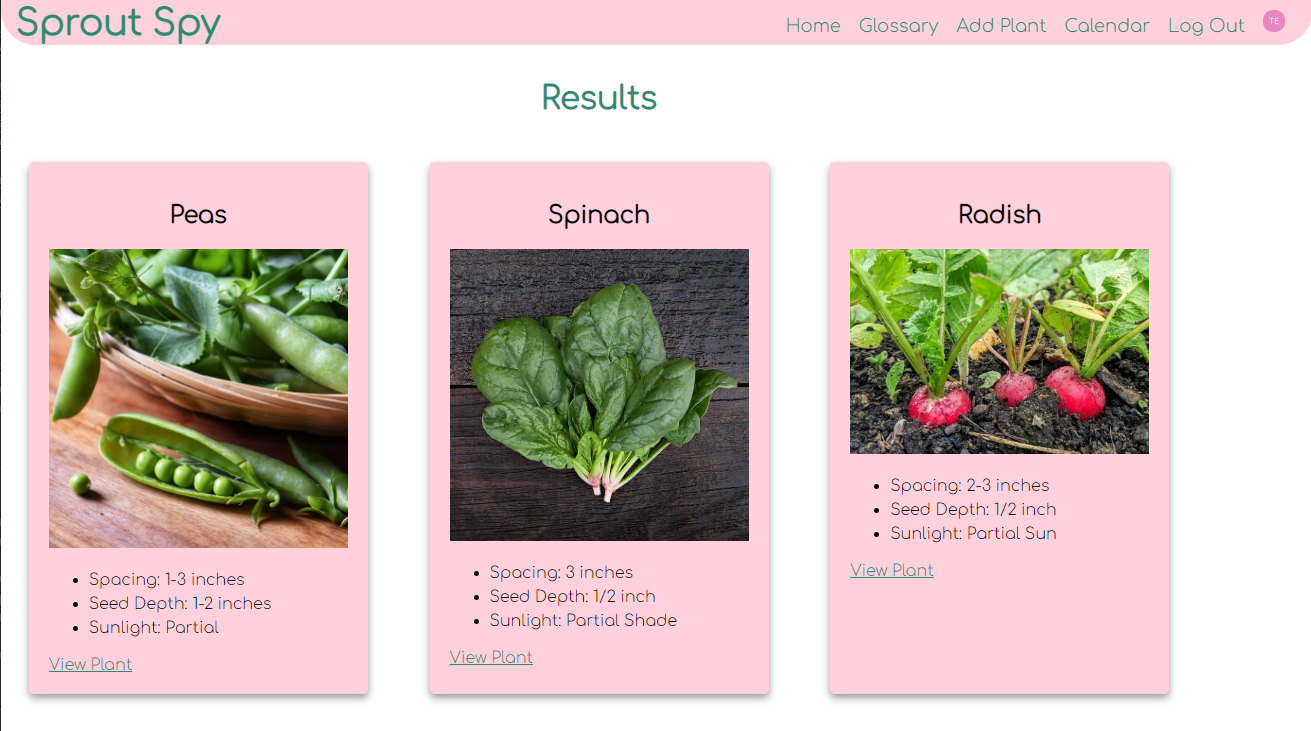 Sprout Spy
Home Glossary Add Plant Calendar Log Out TE
Results
Peas
Spacing: 1-3 inches
Seed Depth: 1-2 inches
Sunlight: Partial
View Plant
Spinach
Spacing: 3 inches
Seed Depth: 1/2 inch
Sunlight: Partial Shade
View Plant
Radish
Spacing: 2-3 inches
Seed Depth: 1/2 inch
Sunlight: Partial Sun
View Plant